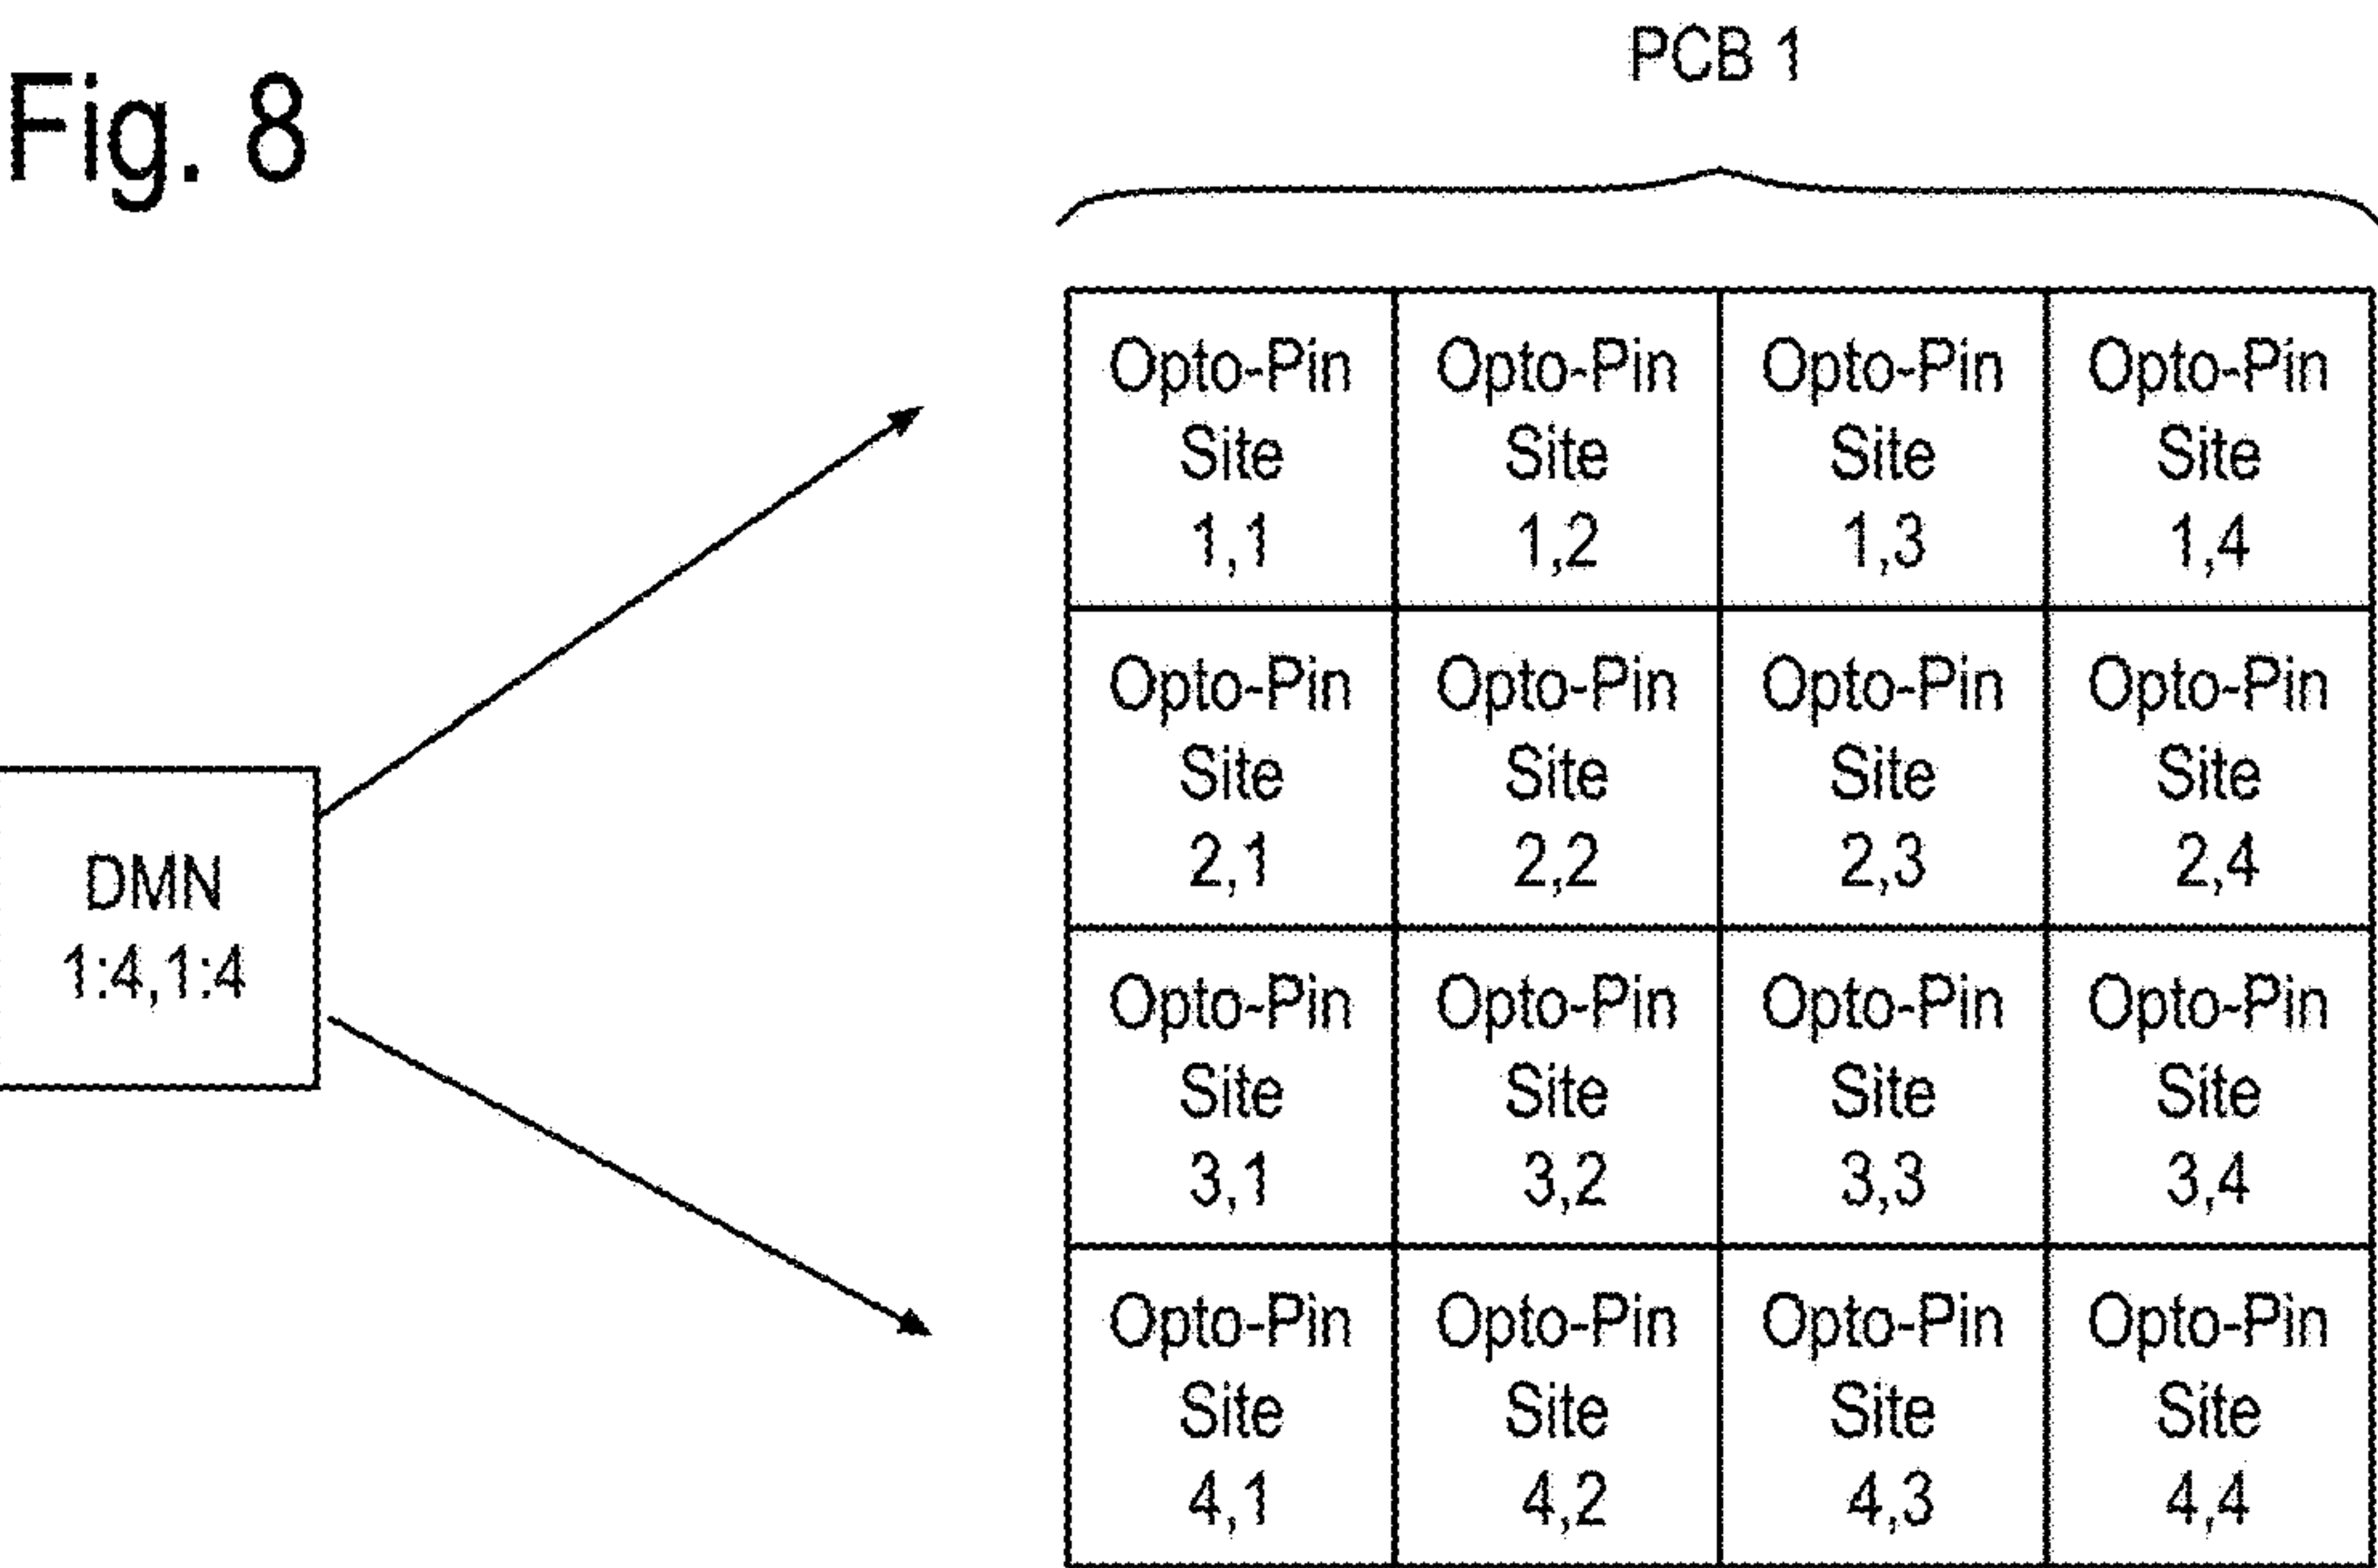 Fig. 8
PCB 1
Opto-Pin Opto-Pin Opto-Pin Opto-Pin
Site Site Site Site
1,1 1,2 1,3 1,4
Opto-Pin Opto-Pin Opto-Pin Opto-Pin
Site Site Site Site
2,1 2,2 2,3 2,4
DMN
1:4,1:4
Opto-Pin Opto-Pin Opto-Pin Opto-Pin
Site Site Site Site
3,1 3,2 3,3 3,4
Opto-Pin Opto-Pin Opto-Pin Opto-Pin
Site Site Site Site
4,1 4,2 4,3 4,4